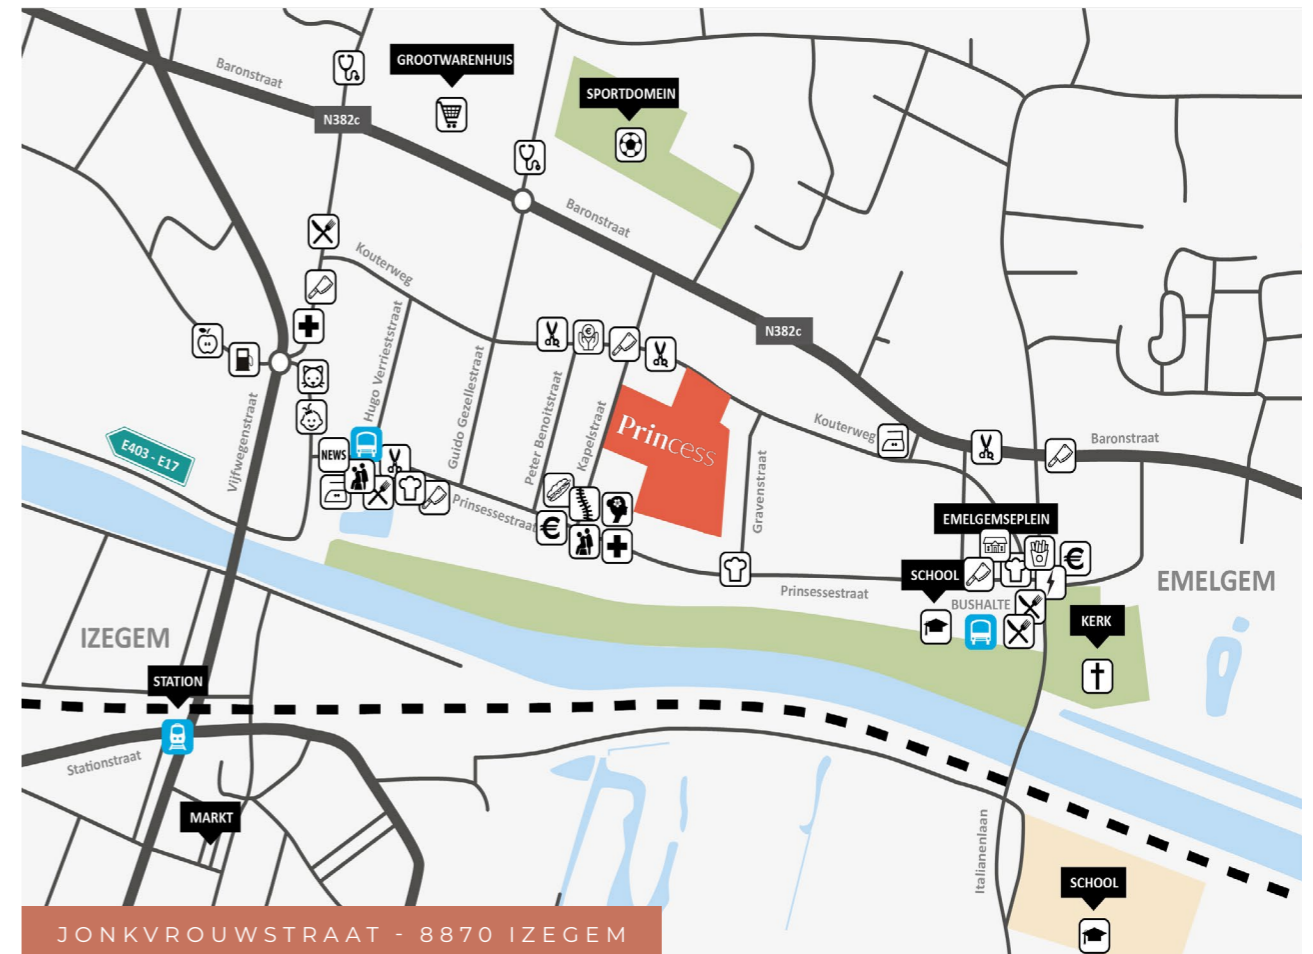 Baronstraat
GROOTWARENHUIS
SPORTDOMEIN
N382c
Baronstraat
Kouterweg
N382c
Hugo Verrieststraat
Guido Gezellestraat
Peter Benoitstraat
Kapelstraat
Princess
Gravenstraat
Kouterweg
Baronstraat
E403 - E17
Vijfwegenstraat
NEWS
Prinsessestraat
€
EMELGEMSEPLEIN
€
SCHOOL
EMELGEM
Prinsessestraat
BUSHALTE
KERK
IZEGEM
STATION
Stationstraat
MARKT
Italianenlaan
SCHOOL
JONKVROUWSTRAAT - 8870 IZEGEM